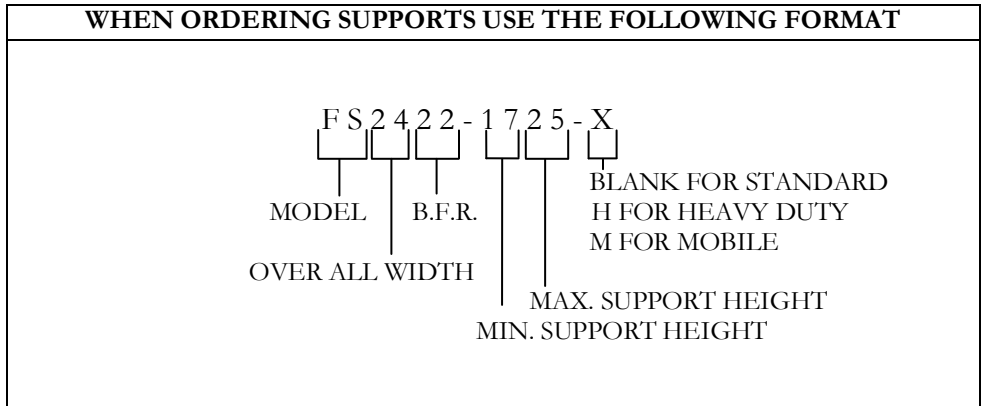 WHEN ORDERING SUPPORTS USE THE FOLLOWING FORMAT
F S 2 4 2 2 - 1 7 2 5 - X
BLANK FOR STANDARD
MODEL B.F.R. H FOR HEAVY DUTY
M FOR MOBILE
OVER ALL WIDTH
MAX. SUPPORT HEIGHT
MIN. SUPPORT HEIGHT